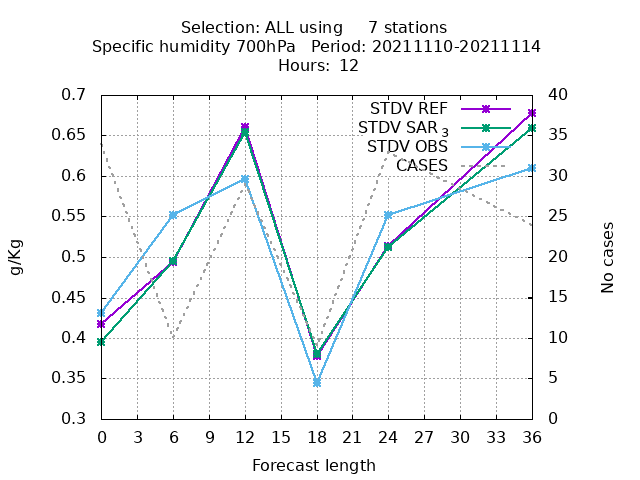 Selection: ALL using 7 stations
Specific humidity 700hPa Period: 20211110-20211114
Hours: 12
STDV REF
STDV SAR3
STDV OBS
CASES
g/Kg
0.7
0.65
0.6
0.55
0.5
0.45
0.4
0.35
0.3
40
35
30
25
20
15
10
5
0
No cases
0 3 6 9 12 15 18 21 24 27 30 33 36
Forecast length